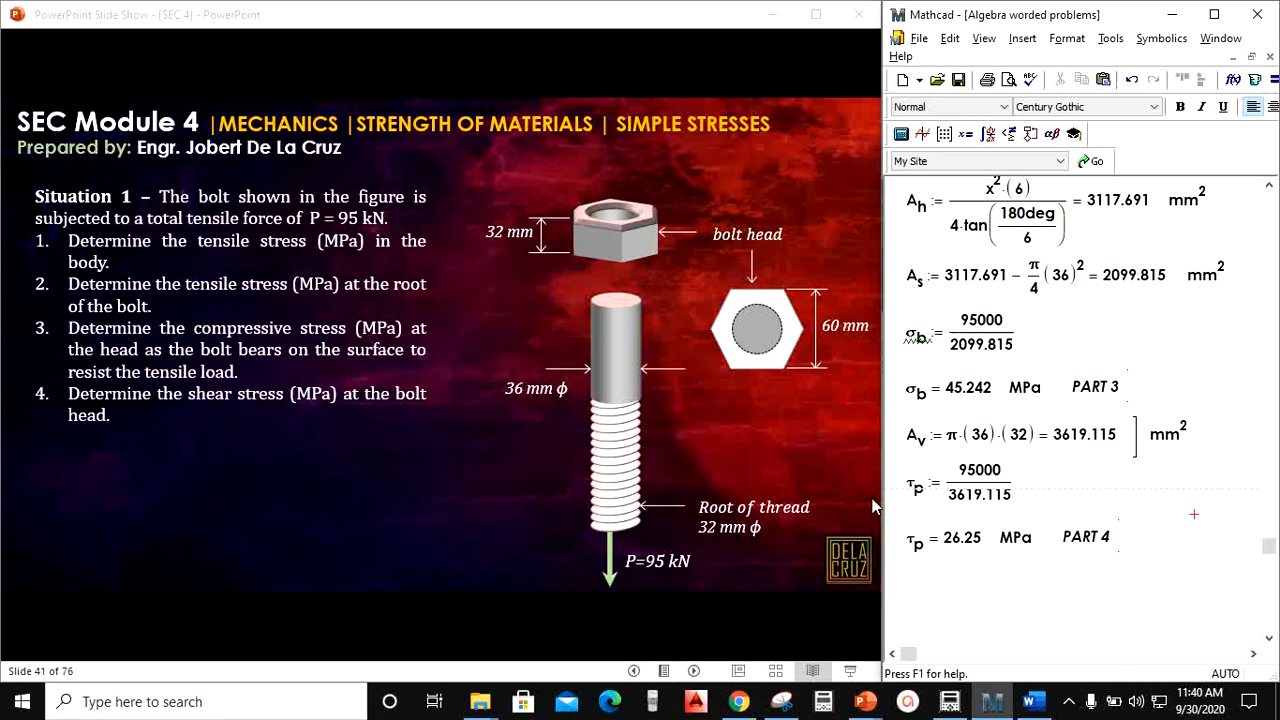 PowerPoint Slide Show - [SEC 4] - PowerPoint
SEC Module 4 |MECHANICS |STRENGTH OF MATERIALS | SIMPLE STRESSES
Prepared by: Engr. Jobert De La Cruz
Situation 1 – The bolt shown in the figure is
subjected to a total tensile force of P = 95 kN.
1. Determine the tensile stress (MPa) in the
body.
2. Determine the tensile stress (MPa) at the root
of the bolt.
3. Determine the compressive stress (MPa) at
the head as the bolt bears on the surface to
resist the tensile load.
4. Determine the shear stress (MPa) at the bolt
head.
32 mm
bolt head
60 mm
36 mm ϕ
Root of thread
32 mm ϕ
P=95 kN
DELA
CRUZ
Slide 41 of 76
Mathcad - [Algebra worded problems]
File Edit View Insert Format Tools Symbolics Window
Help
Normal Century Gothic B I U
My Site Go
A_h := x^2·(6) / (4·tan(180deg/6)) = 3117.691 mm^2
A_s := 3117.691 − π/4 (36)^2 = 2099.815 mm^2
σ_b := 95000/2099.815
σ_b = 45.242 MPa PART 3
A_v := π·(36)·(32) = 3619.115 ] mm^2
τ_p := 95000/3619.115
τ_p = 26.25 MPa PART 4
Press F1 for help. AUTO
Type here to search
11:40 AM
9/30/2020